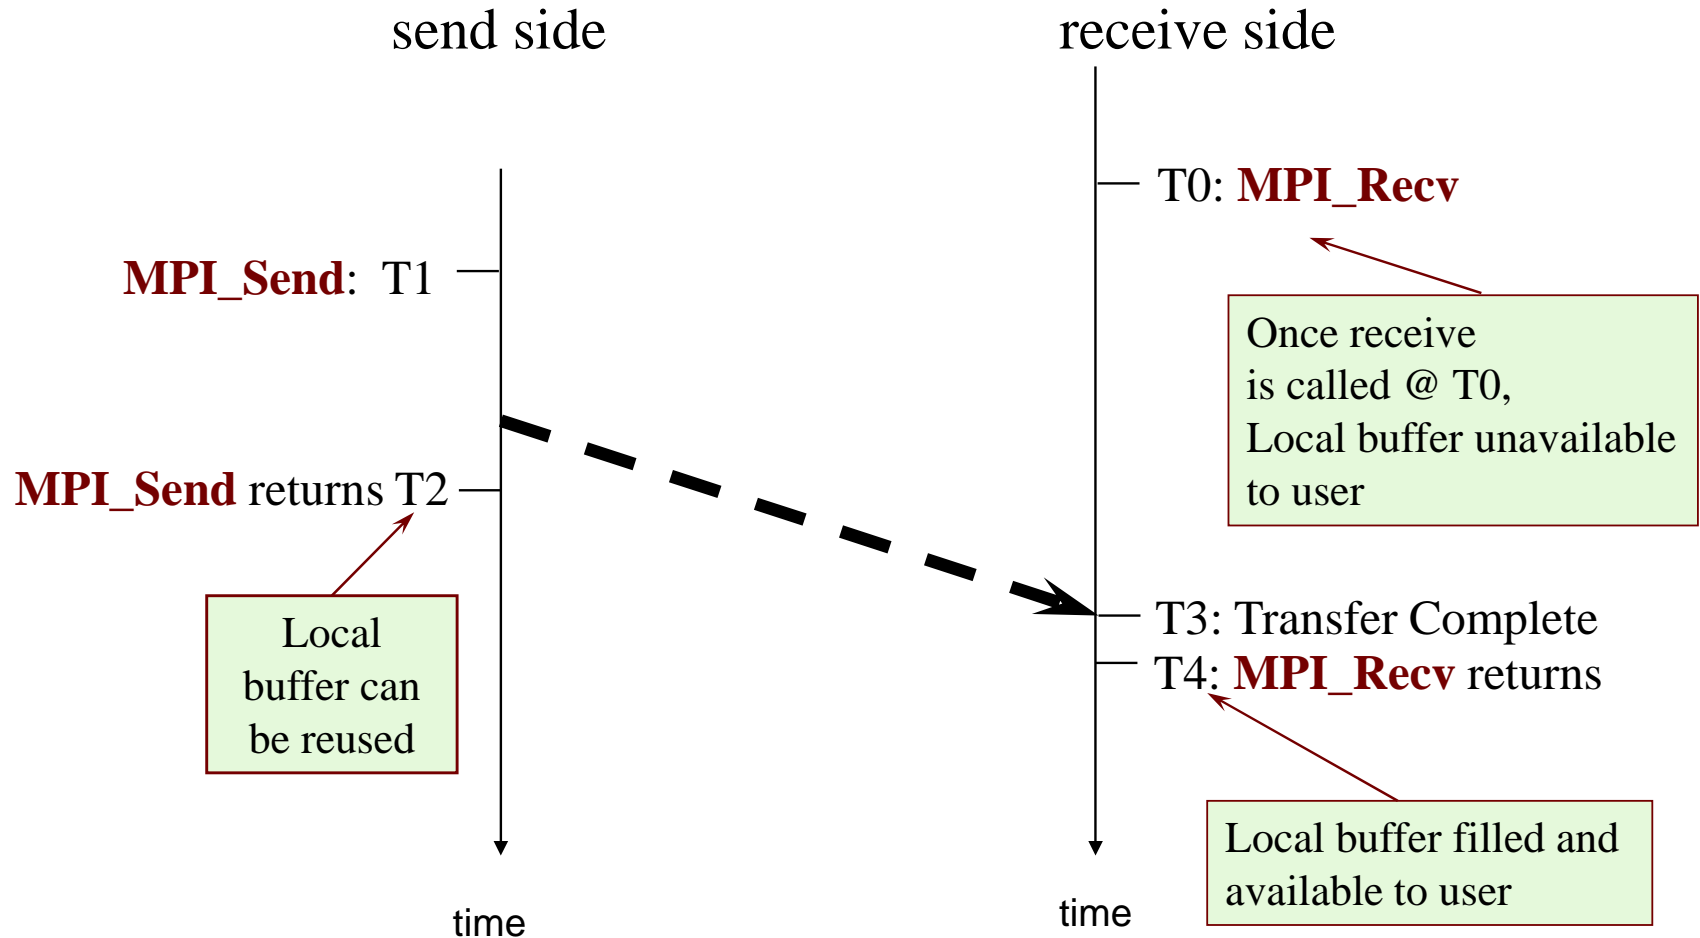 send side
receive side
T0: MPI_Recv
MPI_Send: T1
Once receive
is called @ T0,
Local buffer unavailable
to user
MPI_Send returns T2
Local
buffer can
be reused
T3: Transfer Complete
T4: MPI_Recv returns
Local buffer filled and
available to user
time
time